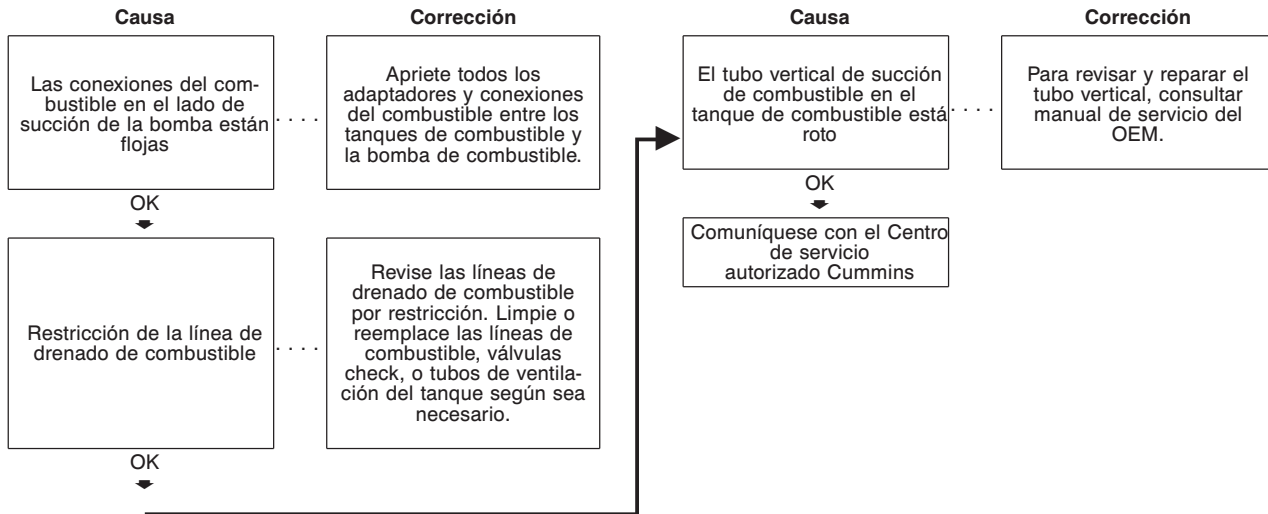 Causa
Corrección
Las conexiones del com-
bustible en el lado de
succión de la bomba están
flojas
. . . .
Apriete todos los
adaptadores y conexiones
del combustible entre los
tanques de combustible y
la bomba de combustible.
OK
Restricción de la línea de
drenado de combustible
. . . .
Revise las líneas de
drenado de combustible
por restricción. Limpie o
reemplace las líneas de
combustible, válvulas
check, o tubos de ventila-
ción del tanque según sea
necesario.
OK
Causa
Corrección
El tubo vertical de succión
de combustible en el
tanque de combustible está
roto
. . . .
Para revisar y reparar el
tubo vertical, consultar
manual de servicio del
OEM.
OK
Comuníquese con el Centro
de servicio
autorizado Cummins